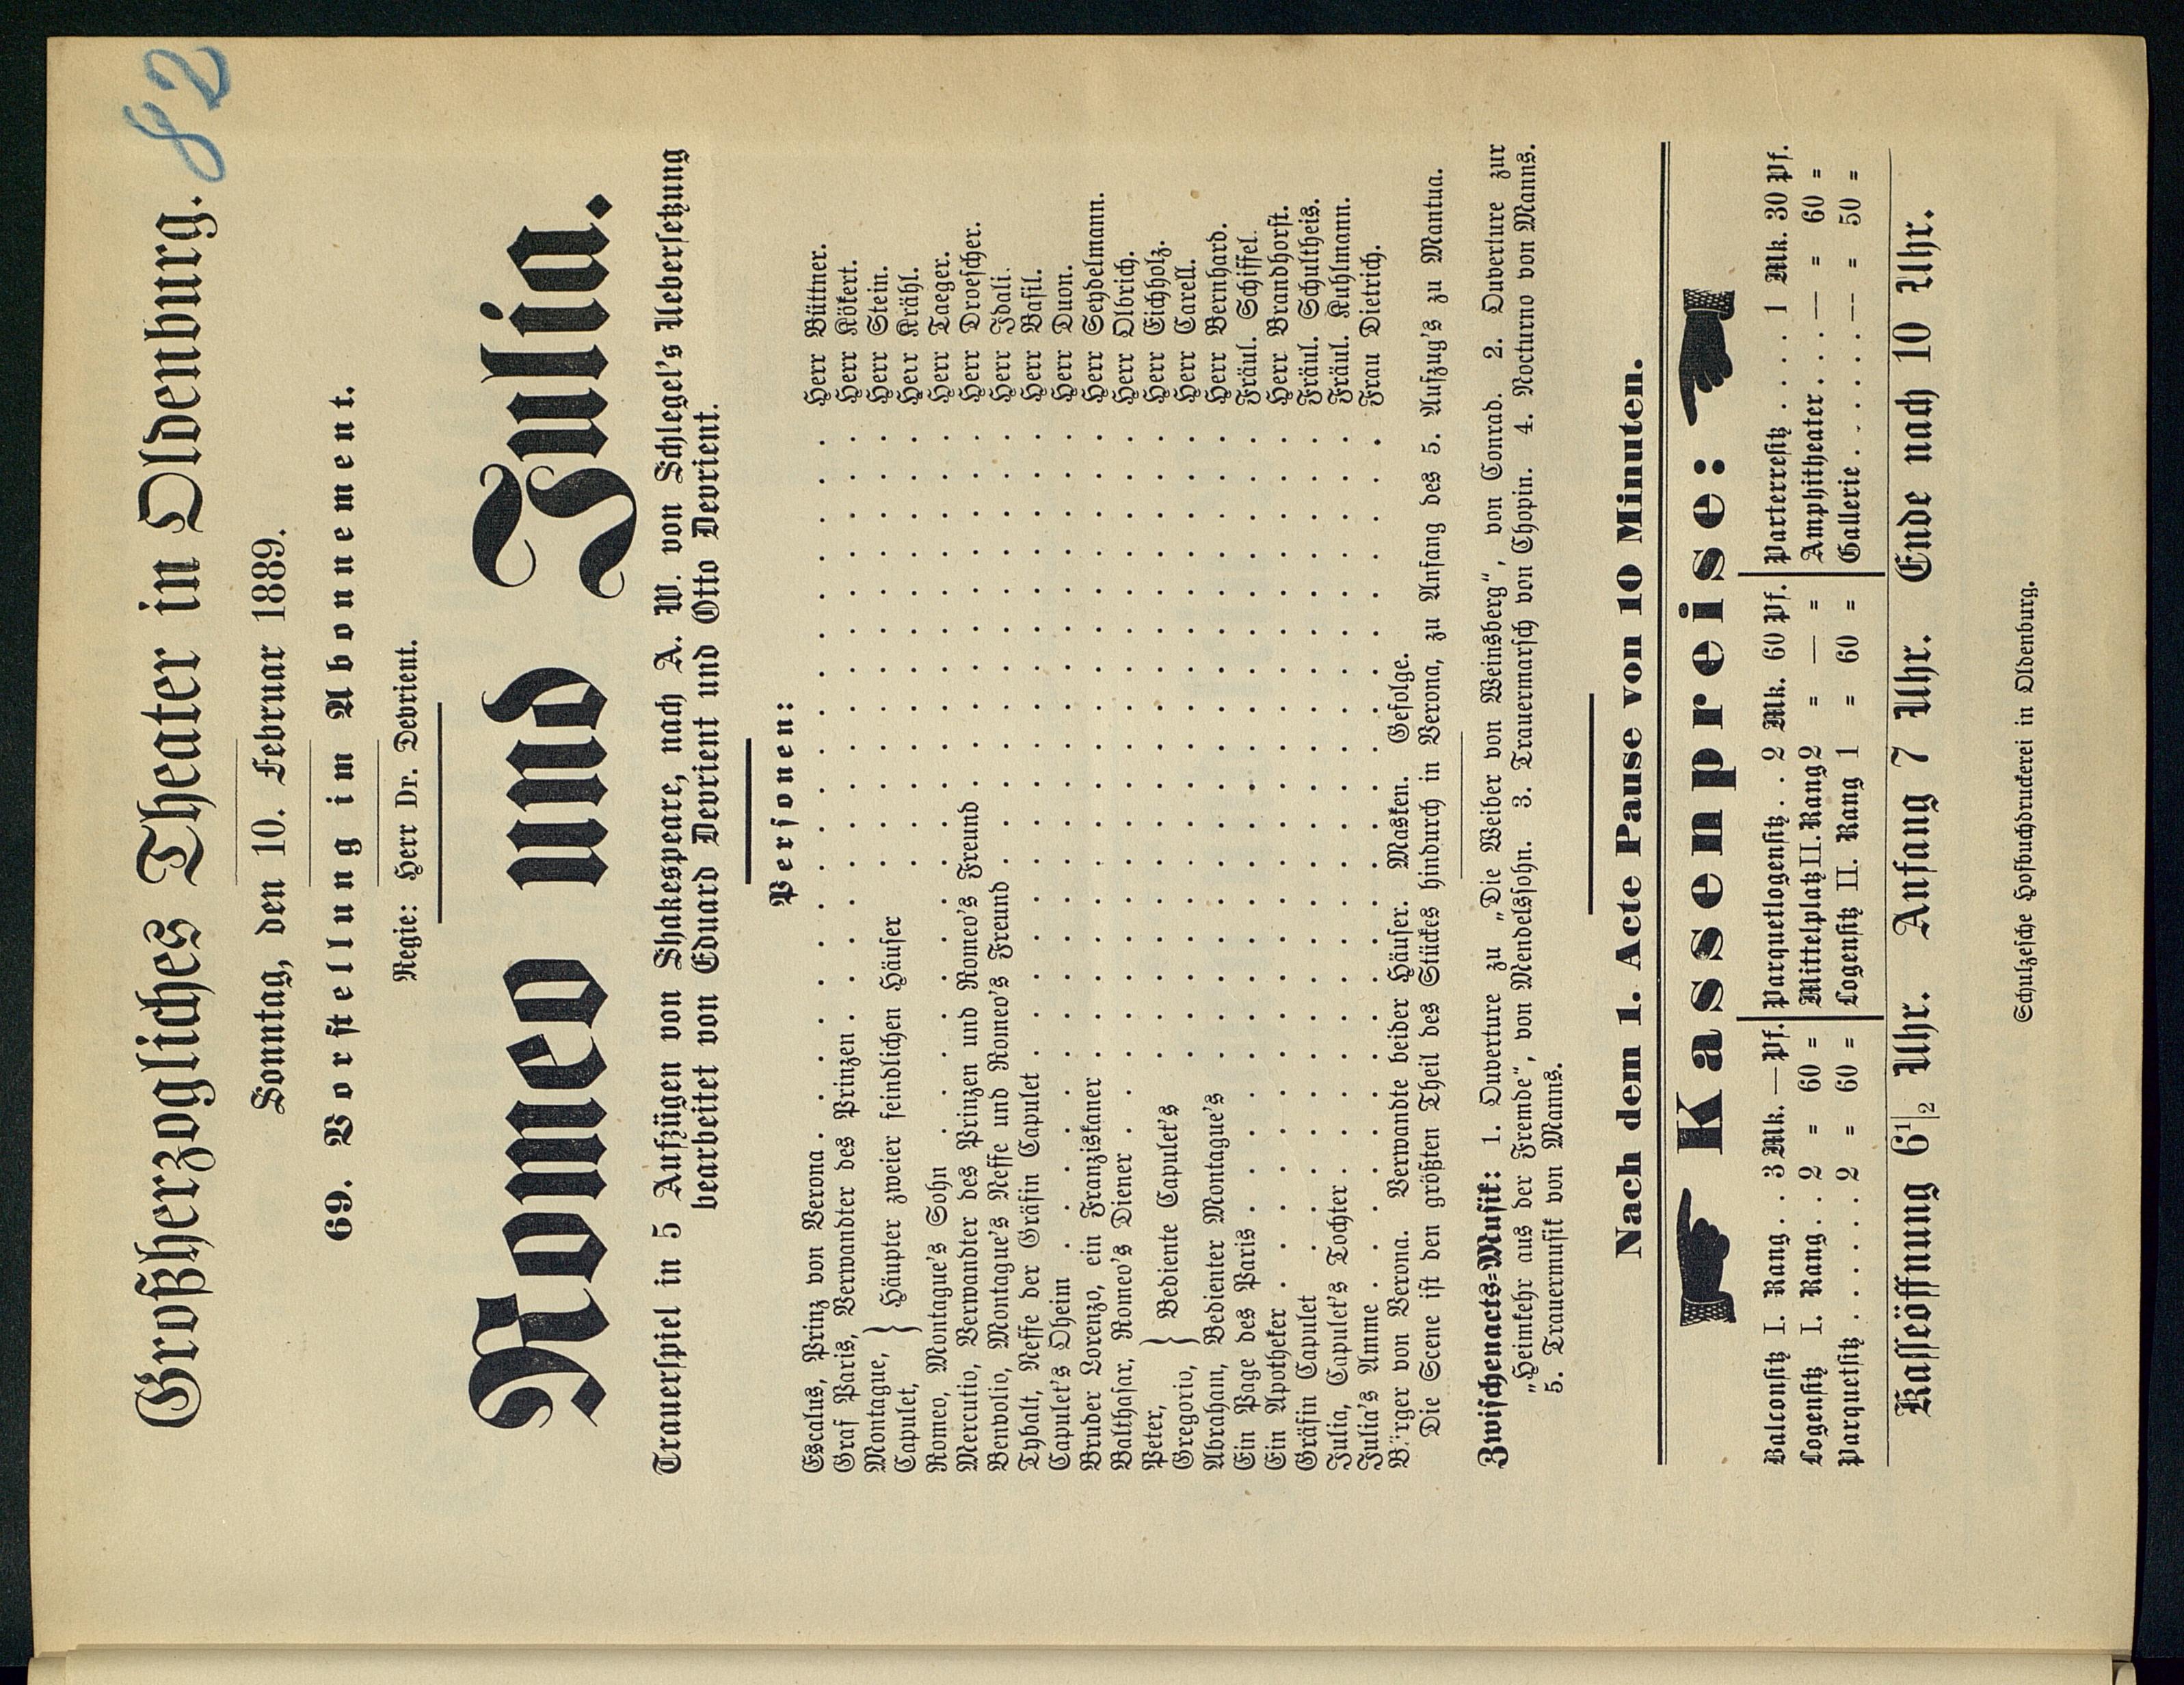 82
Großherzogliches Theater in Oldenburg.
Sonntag, den 10. Februar 1889.
69. Vorstellung im Abonnement.
Regie: Herr Dr. Devrient.
Romeo und Julia.
Trauerspiel in 5 Aufzügen von Shakespeare, nach A. W. von Schlegel's Uebersetzung
bearbeitet von Eduard Devrient und Otto Devrient.
Personen:
Escalus, Prinz von Verona . . . . . . . . . . Herr Büttner.
Graf Paris, Verwandter des Prinzen . . . . . . . . . . Herr Kökert.
Montague, } Häupter zweier feindlichen Häuser . . . . . . . . . . Herr Stein.
Capulet, . . . . . . . . . . Herr Krähl.
Romeo, Montague's Sohn . . . . . . . . . . Herr Taeger.
Mercutio, Verwandter des Prinzen und Romeo's Freund . . . . . . . . . . Herr Droescher.
Benvolio, Montague's Neffe und Romeo's Freund . . . . . . . . . . Herr Idali.
Tybalt, Neffe der Gräfin Capulet . . . . . . . . . . Herr Basil.
Capulet's Oheim . . . . . . . . . . Herr Duon.
Bruder Lorenzo, ein Franziskaner . . . . . . . . . . Herr Seydelmann.
Balthasar, Romeo's Diener . . . . . . . . . . Herr Olbrich.
Peter, } Bediente Capulet's . . . . . . . . . . Herr Eichholz.
Gregorio, . . . . . . . . . . Herr Carell.
Abraham, Bedienter Montague's . . . . . . . . . . Herr Bernhard.
Ein Page des Paris . . . . . . . . . . Fräul. Schiffel.
Ein Apotheker . . . . . . . . . . Herr Brandhorst.
Gräfin Capulet . . . . . . . . . . Fräul. Schultheis.
Julia, Capulet's Tochter . . . . . . . . . . Fräul. Kuhlmann.
Julia's Amme . . . . . . . . . . Frau Dietrich.
Bürger von Verona. Verwandte beider Häuser. Masken. Gefolge.
Die Scene ist den größten Theil des Stückes hindurch in Verona, zu Anfang des 5. Aufzug's zu Mantua.
Zwischenacts=Musik: 1. Ouverture zu „Die Weiber von Weinsberg“, von Conrad. 2. Ouverture zur
„Heimkehr aus der Fremde“, von Mendelssohn. 3. Trauermarsch von Chopin. 4. Nocturno von Manns.
5. Trauermusik von Manns.
Nach dem 1. Acte Pause von 10 Minuten.
Kassenpreise:
Balconsitz I. Rang . . 3 Mk. — Pf. Parquetlogensitz . . 2 Mk. 60 Pf. Parterresitz . . . . 1 Mk. 30 Pf.
Logensitz I. Rang . . 2 = 60 = Mittelplatz II. Rang 2 = — = Amphitheater . . . . — = 60 =
Parquetsitz . . . . . . 2 = 60 = Logensitz II. Rang 1 = 60 = Gallerie . . . . . . -- = 50 =
Kasseöffnung 6 1|2 Uhr. Anfang 7 Uhr. Ende nach 10 Uhr.
Schulzesche Hofbuchdruckerei in Oldenburg.